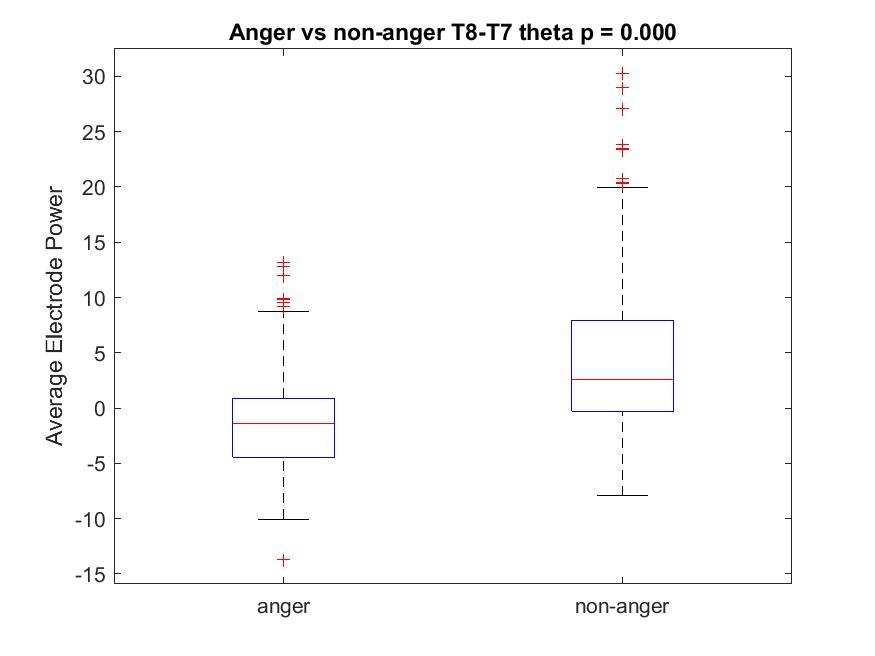 Anger vs non-anger T8-T7 theta p = 0.000
Average Electrode Power
30
25
20
15
10
5
0
-5
-10
-15
anger
non-anger